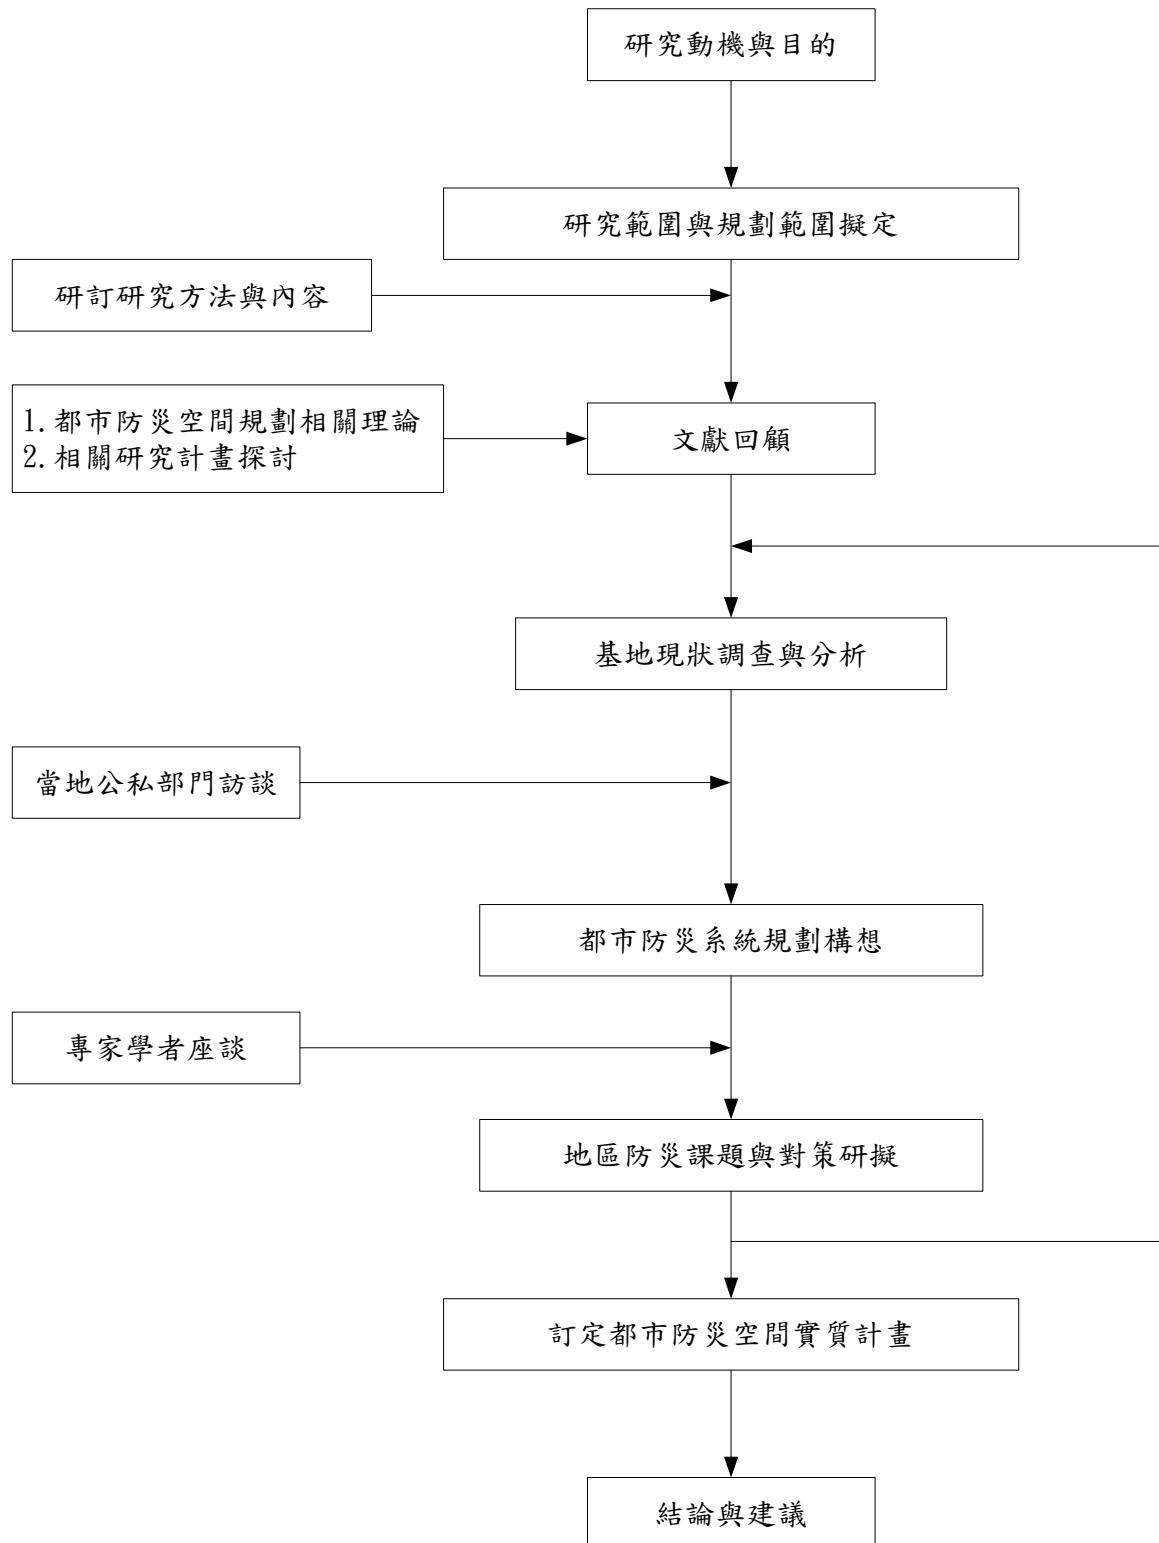 研究動機與目的
研究範圍與規劃範圍擬定
研訂研究方法與內容
1.都市防災空間規劃相關理論
2.相關研究計畫探討
文獻回顧
基地現狀調查與分析
當地公私部門訪談
都市防災系統規劃構想
專家學者座談
地區防災課題與對策研擬
訂定都市防災空間實質計畫
結論與建議